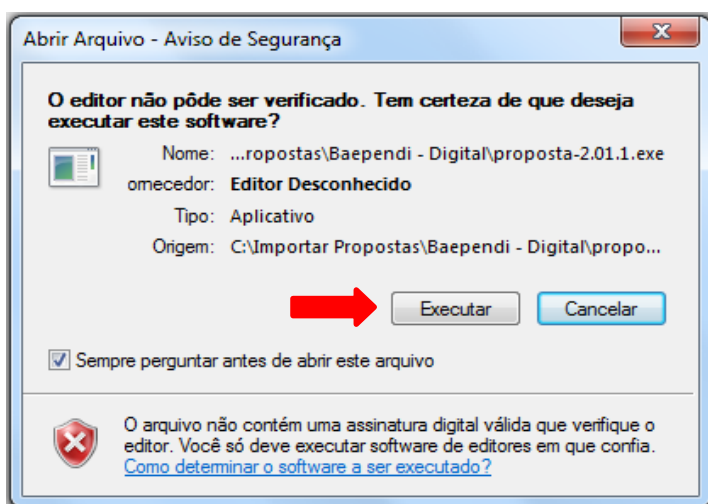 Abrir Arquivo - Aviso de Segurança
O editor não pôde ser verificado. Tem certeza de que deseja
executar este software?
Nome: ...ropostas\Baependi - Digital\proposta-2.01.1.exe
omecedor: Editor Desconhecido
Tipo: Aplicativo
Origem: C:\Importar Propostas\Baependi - Digital\propo...
Executar Cancelar
Sempre perguntar antes de abrir este arquivo
O arquivo não contém uma assinatura digital válida que verifique o
editor. Você só deve executar software de editores em que confia.
Como determinar o software a ser executado?